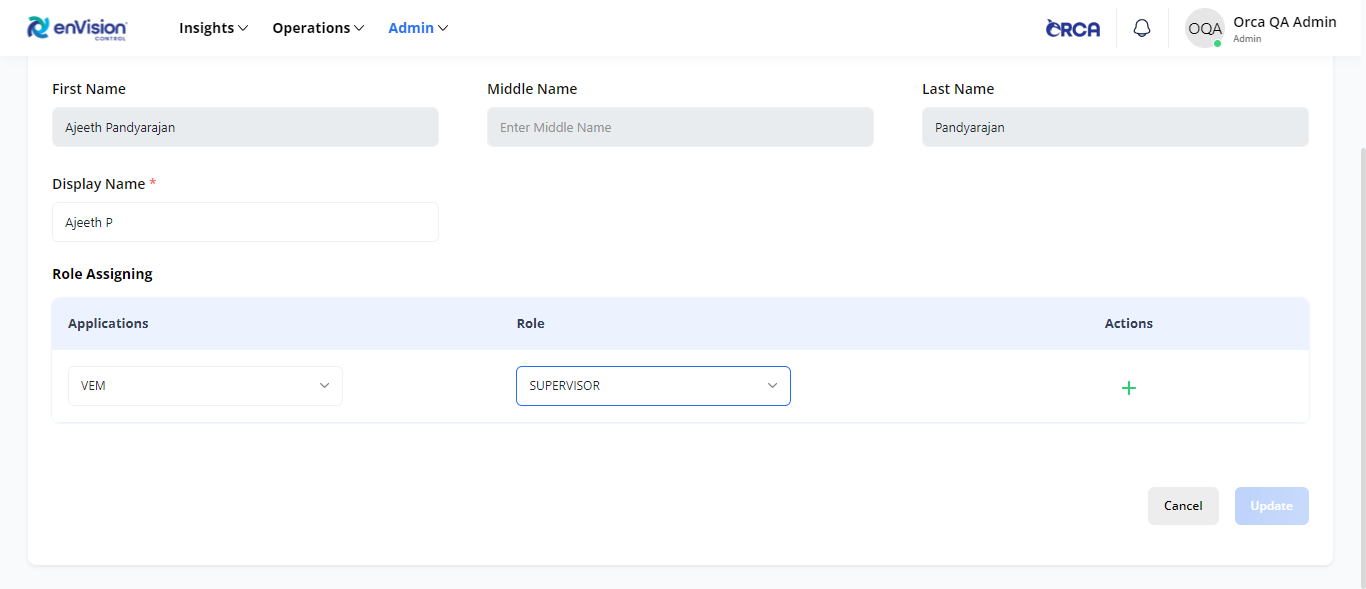 enVision
CONTROL
Insights
Operations
Admin
ORCA
OQA
Orca QA Admin
Admin
First Name
Middle Name
Last Name
Ajeeth Pandyarajan
Enter Middle Name
Pandyarajan
Display Name *
Ajeeth P
Role Assigning
Applications
Role
Actions
VEM
SUPERVISOR
Cancel
Update